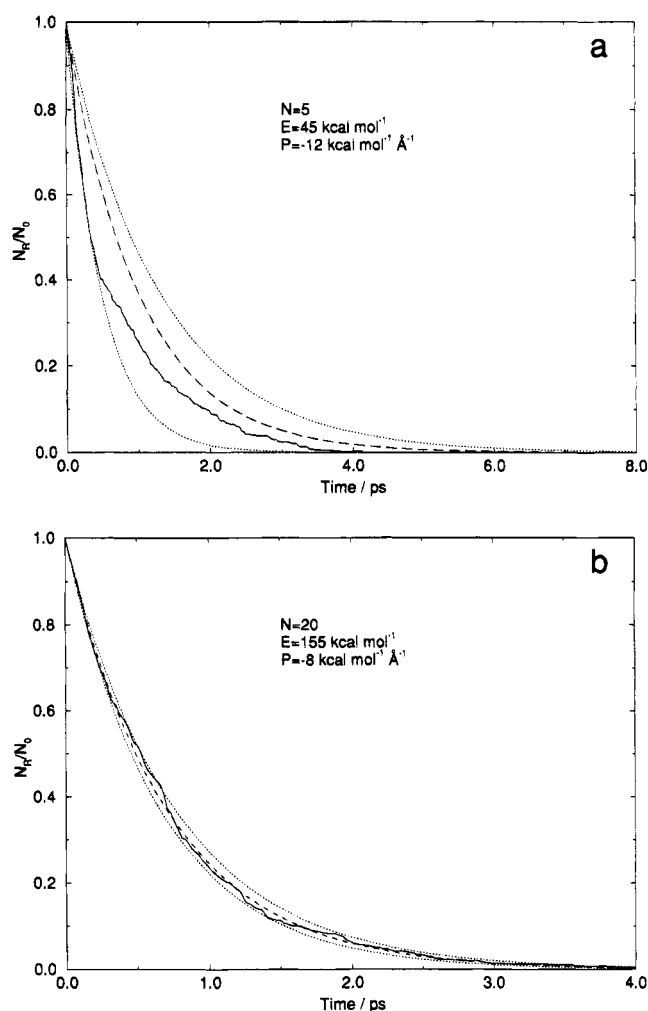 a
N=5
E=45 kcal mol⁻¹
P=-12 kcal mol⁻¹ Å⁻¹
1.0
0.8
0.6
0.4
0.2
0.0
N_R/N_0
0.0 2.0 4.0 6.0 8.0
Time / ps
b
N=20
E=155 kcal mol⁻¹
P=-8 kcal mol⁻¹ Å⁻¹
1.0
0.8
0.6
0.4
0.2
0.0
N_R/N_0
0.0 1.0 2.0 3.0 4.0
Time / ps